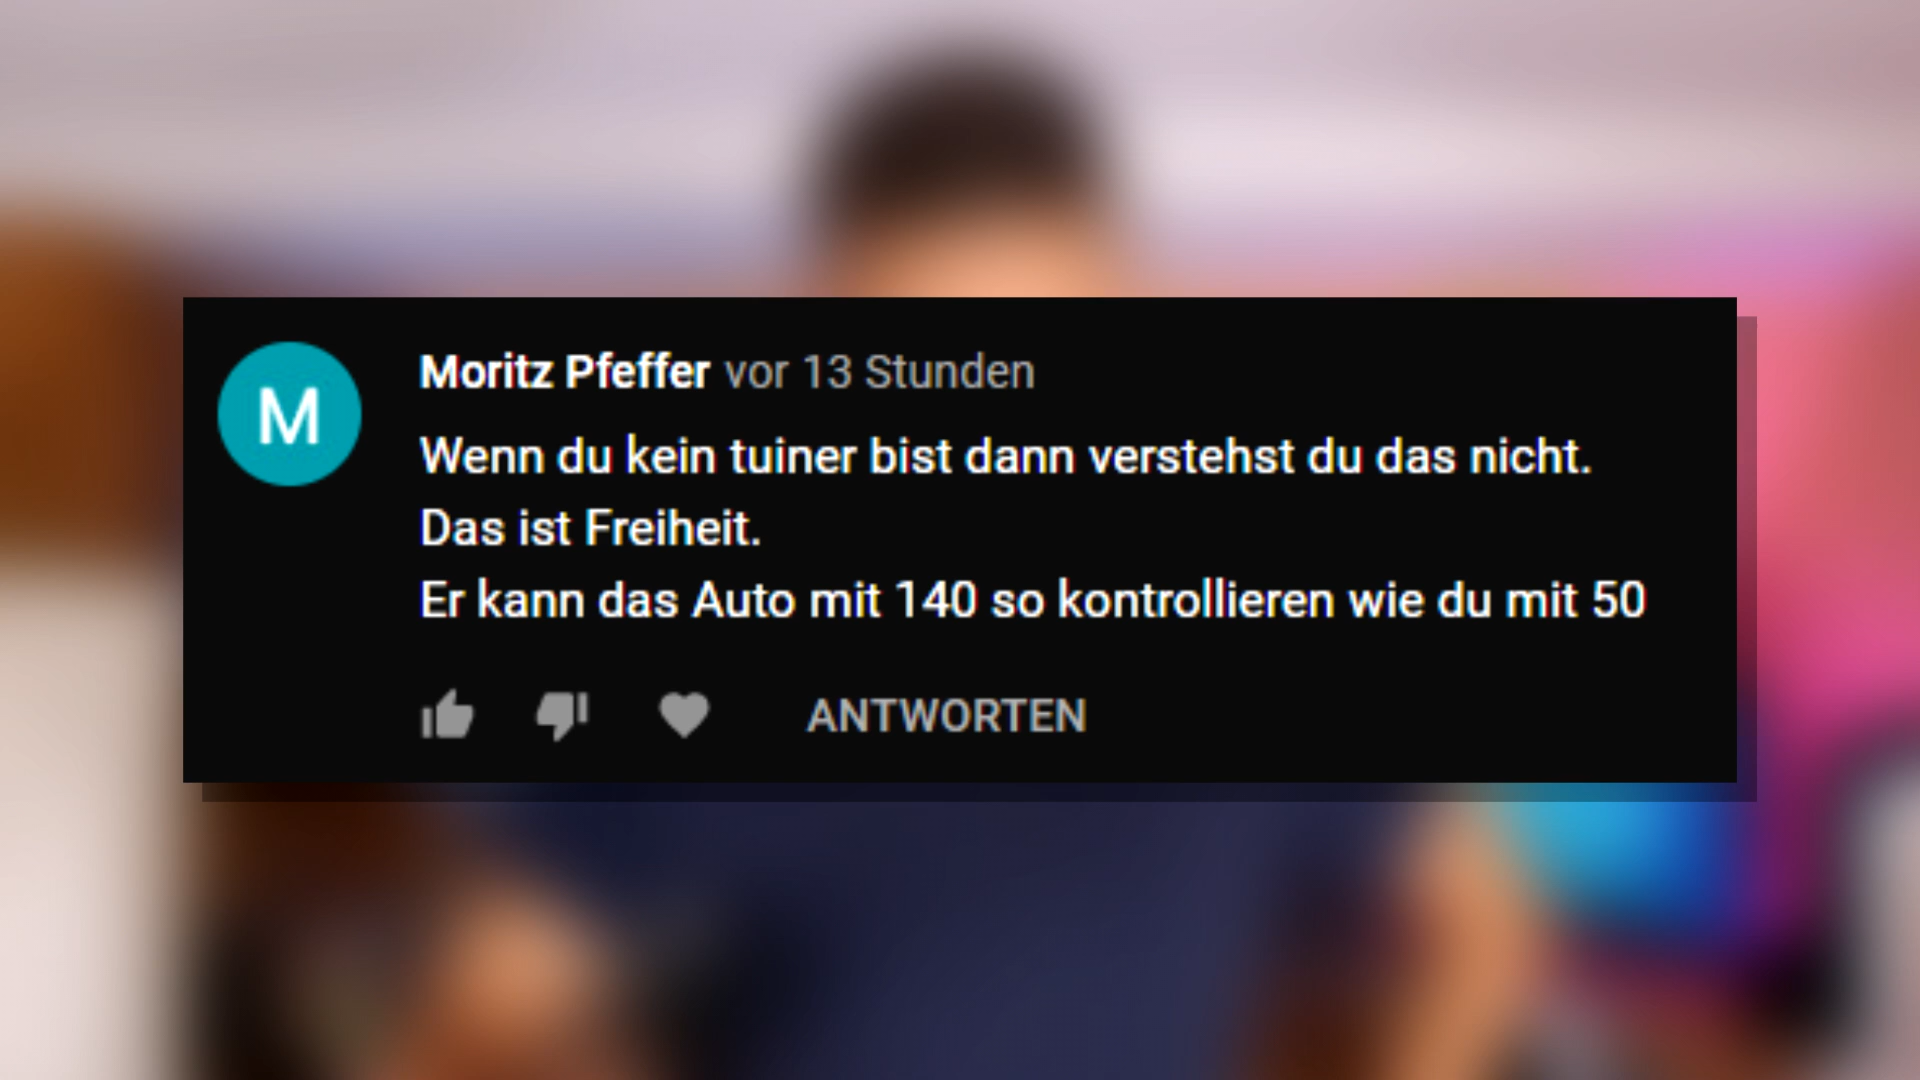 M
Moritz Pfeffer vor 13 Stunden
Wenn du kein tuiner bist dann verstehst du das nicht.
Das ist Freiheit.
Er kann das Auto mit 140 so kontrollieren wie du mit 50
ANTWORTEN